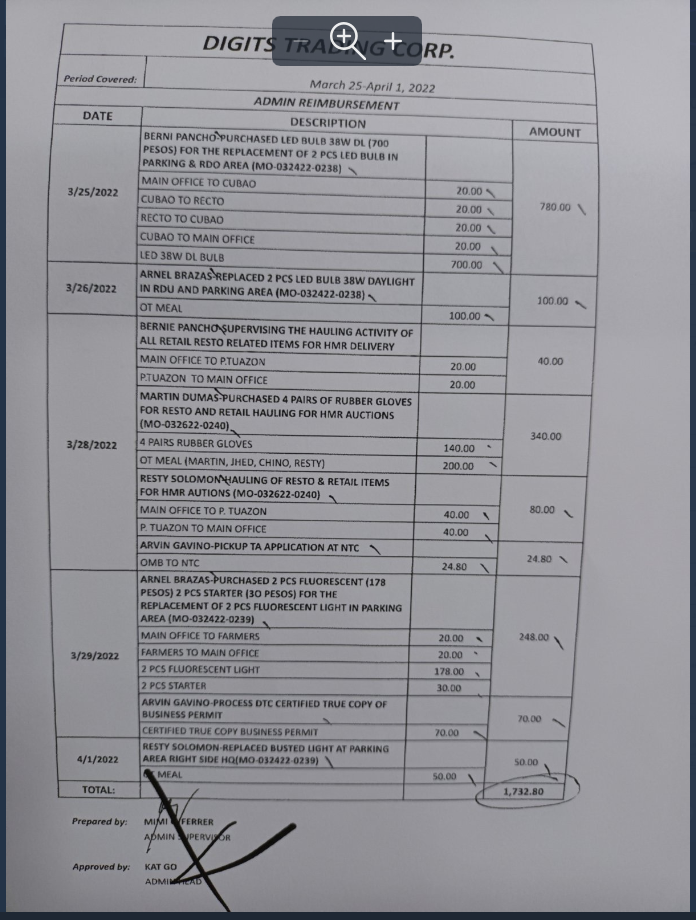 DIGITS TRADING CORP.
Period Covered: March 25-April 1, 2022
ADMIN REIMBURSEMENT
DATE DESCRIPTION AMOUNT
BERNI PANCHO-PURCHASED LED BULB 38W DL (700
PESOS) FOR THE REPLACEMENT OF 2 PCS LED BULB IN
PARKING & RDO AREA (MO-032422-0238)
3/25/2022 780.00
MAIN OFFICE TO CUBAO 20.00
CUBAO TO RECTO 20.00
RECTO TO CUBAO 20.00
CUBAO TO MAIN OFFICE 20.00
LED 38W DL BULB 700.00
ARNEL BRAZAS-REPLACED 2 PCS LED BULB 38W DAYLIGHT
IN RDU AND PARKING AREA (MO-032422-0238)
3/26/2022 100.00
OT MEAL 100.00
BERNIE PANCHO-SUPERVISING THE HAULING ACTIVITY OF
ALL RETAIL RESTO RELATED ITEMS FOR HMR DELIVERY
40.00
MAIN OFFICE TO P.TUAZON 20.00
P.TUAZON TO MAIN OFFICE 20.00
MARTIN DUMAS-PURCHASED 4 PAIRS OF RUBBER GLOVES
FOR RESTO AND RETAIL HAULING FOR HMR AUCTIONS
(MO-032622-0240)
340.00
3/28/2022
4 PAIRS RUBBER GLOVES 140.00
OT MEAL (MARTIN, JHED, CHINO, RESTY) 200.00
RESTY SOLOMON-HAULING OF RESTO & RETAIL ITEMS
FOR HMR AUTIONS (MO-032622-0240)
80.00
MAIN OFFICE TO P. TUAZON 40.00
P. TUAZON TO MAIN OFFICE 40.00
ARVIN GAVINO-PICKUP TA APPLICATION AT NTC
24.80
OMB TO NTC 24.80
ARNEL BRAZAS-PURCHASED 2 PCS FLUORESCENT (178
PESOS) 2 PCS STARTER (30 PESOS) FOR THE
REPLACEMENT OF 2 PCS FLUORESCENT LIGHT IN PARKING
AREA (MO-032422-0239)
248.00
MAIN OFFICE TO FARMERS 20.00
FARMERS TO MAIN OFFICE 20.00
3/29/2022
2 PCS FLUORESCENT LIGHT 178.00
2 PCS STARTER 30.00
ARVIN GAVINO-PROCESS DTC CERTIFIED TRUE COPY OF
BUSINESS PERMIT
70.00
CERTIFIED TRUE COPY BUSINESS PERMIT 70.00
RESTY SOLOMON-REPLACED BUSTED LIGHT AT PARKING
4/1/2022 AREA RIGHT SIDE HQ(MO-032422-0239) 50.00
MEAL 50.00
TOTAL: 1,732.80
Prepared by: MIMI FERRER
ADMIN SUPERVISOR
Approved by: KAT GO
ADMIN HEAD